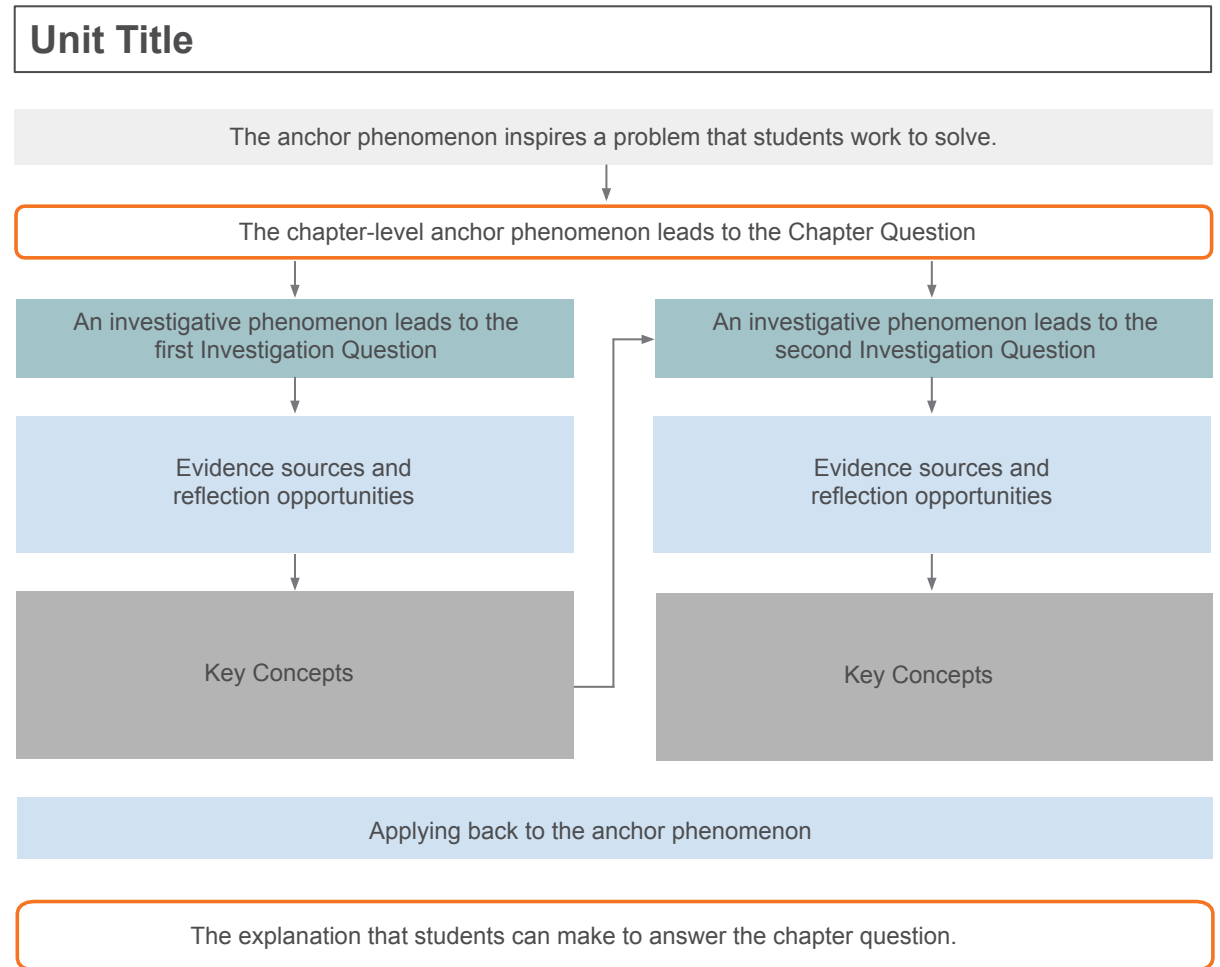 Unit Title
The anchor phenomenon inspires a problem that students work to solve.
The chapter-level anchor phenomenon leads to the Chapter Question
An investigative phenomenon leads to the
first Investigation Question
Evidence sources and
reflection opportunities
Key Concepts
An investigative phenomenon leads to the
second Investigation Question
Evidence sources and
reflection opportunities
Key Concepts
Applying back to the anchor phenomenon
The explanation that students can make to answer the chapter question.